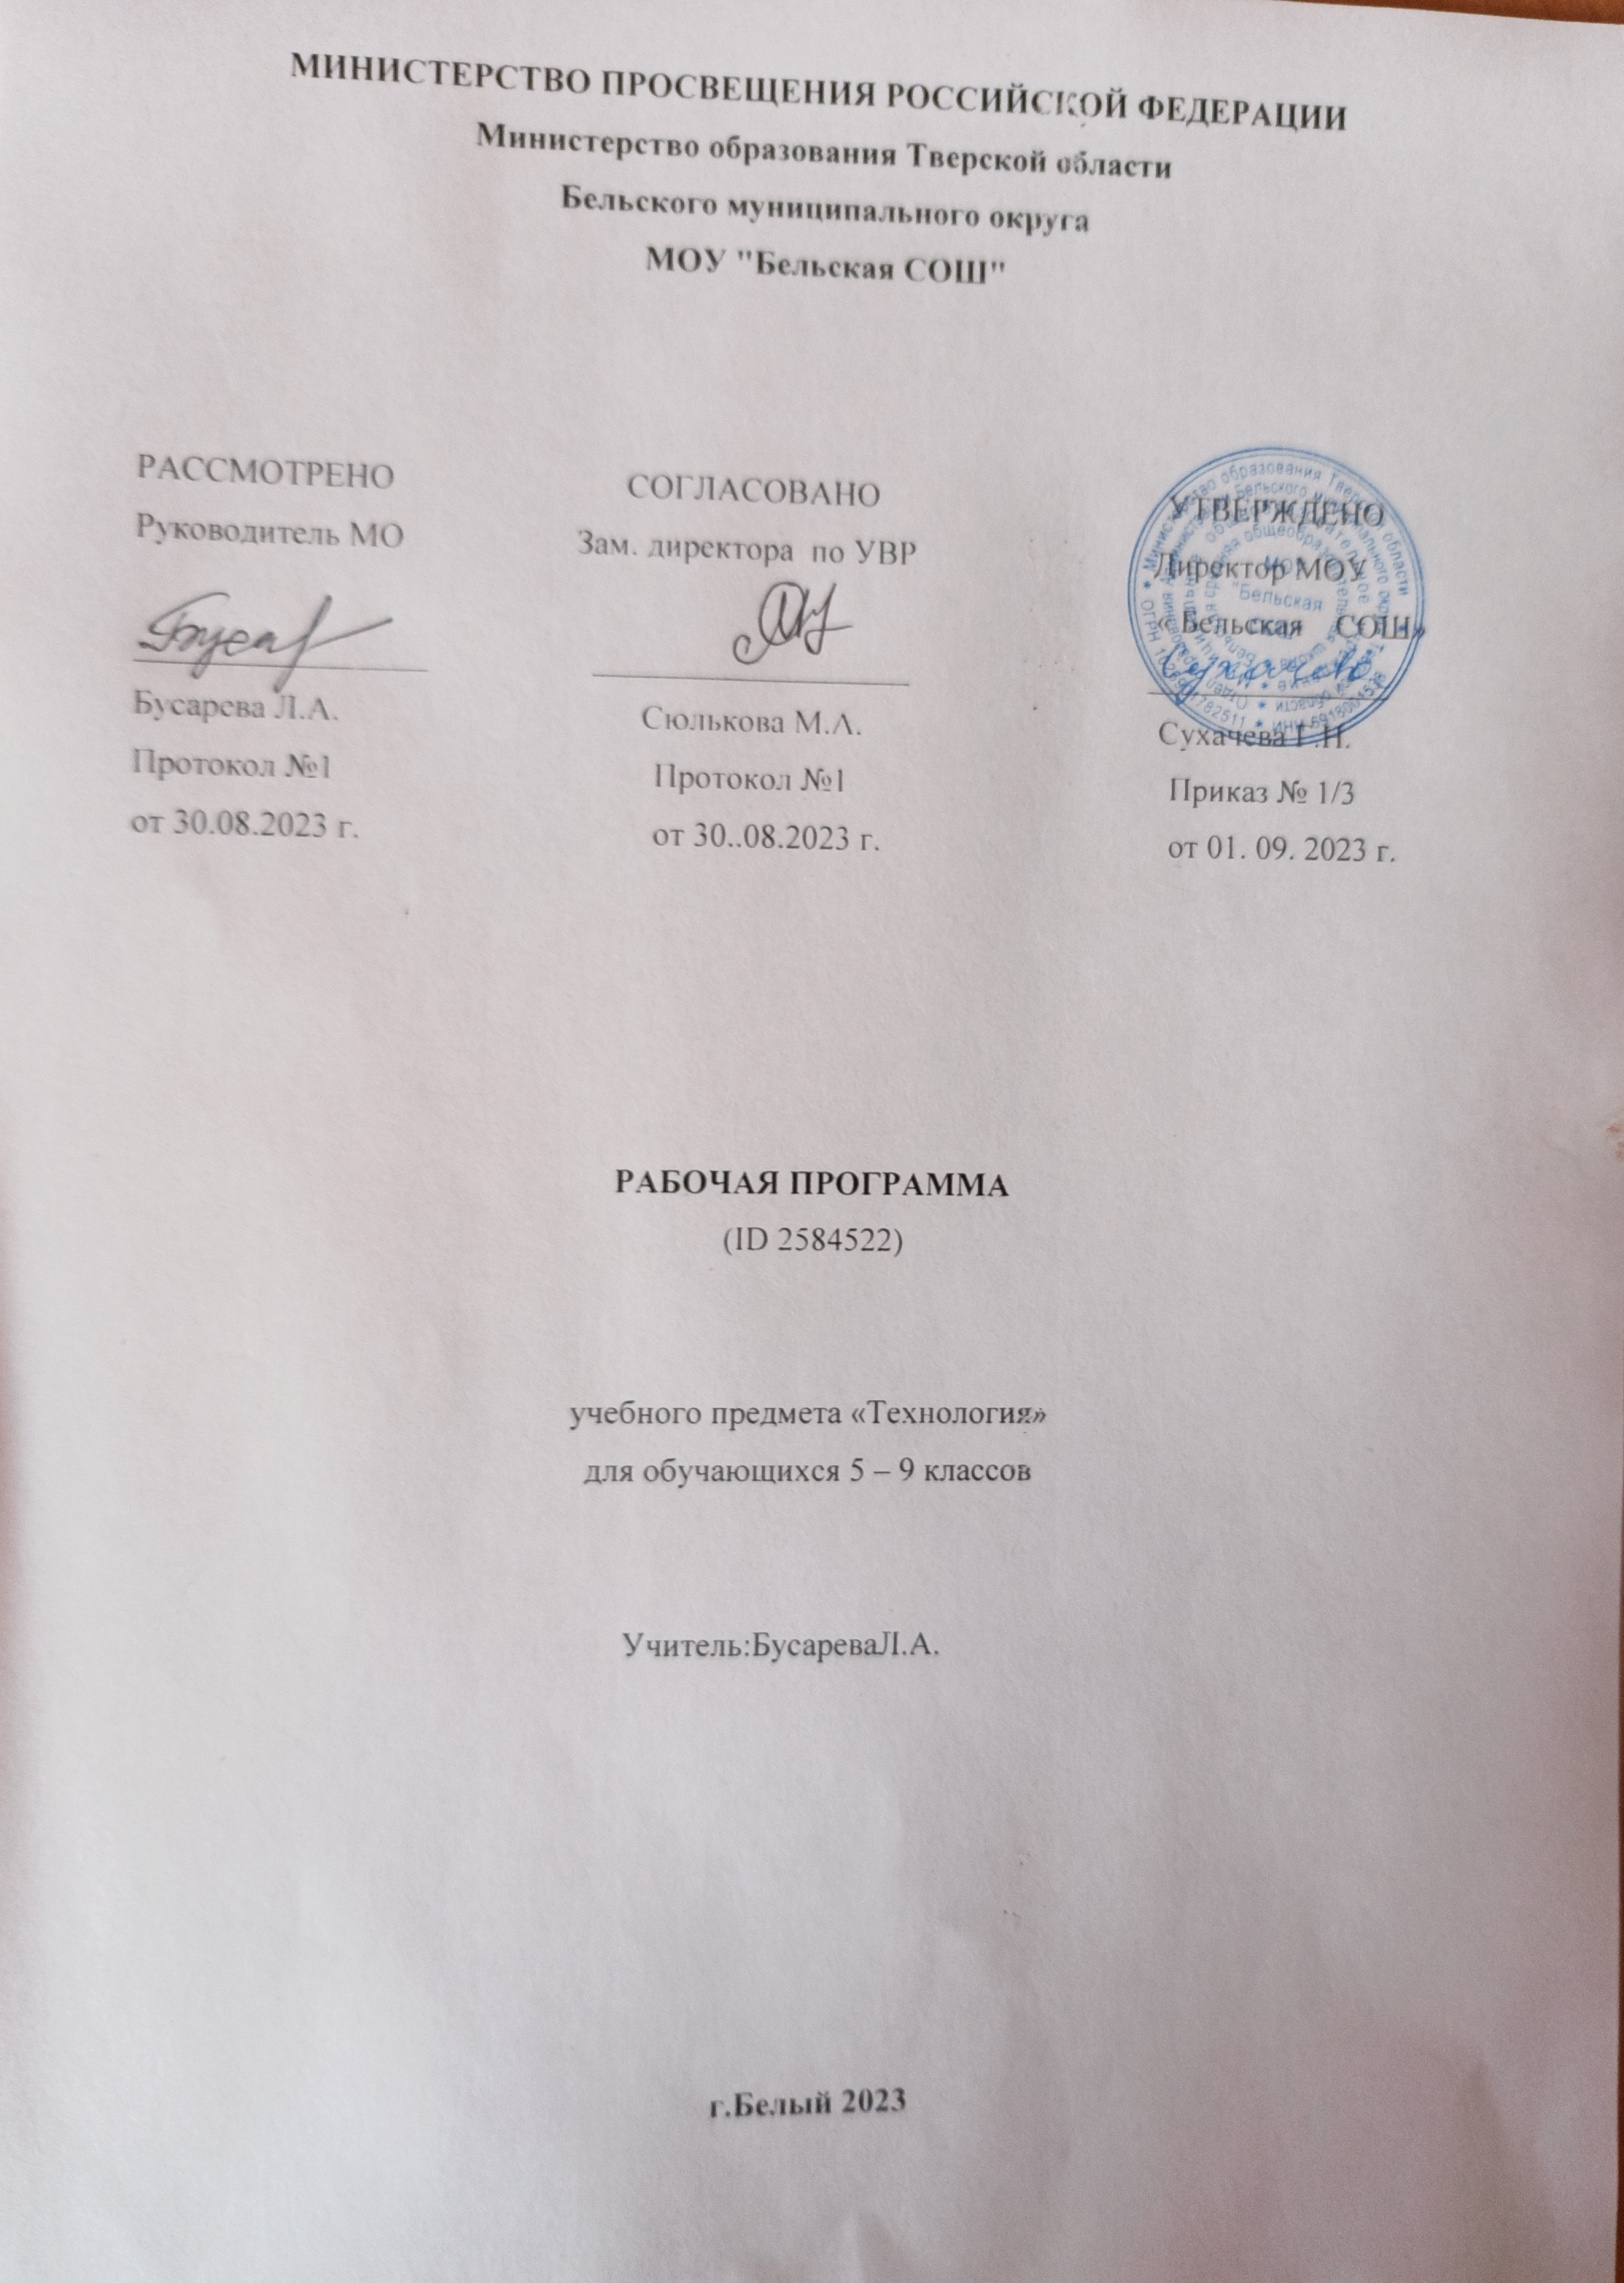 МИНИСТЕРСТВО ПРОСВЕЩЕНИЯ РОССИЙСКОЙ ФЕДЕРАЦИИ
Министерство образования Тверской области
Бельского муниципального округа
МОУ "Бельская СОШ"
РАССМОТРЕНО
Руководитель МО
Бусарева Л.А.
Протокол №1
от 30.08.2023 г.
СОГЛАСОВАНО
Зам. директора по УВР
Сюлькова М.А.
Протокол №1
от 30..08.2023 г.
УТВЕРЖДЕНО
Директор МОУ
« Бельская СОШ»
Сухачева Г.Н.
Приказ № 1/3
от 01. 09. 2023 г.
РАБОЧАЯ ПРОГРАММА
(ID 2584522)
учебного предмета «Технология»
для обучающихся 5 – 9 классов
Учитель:БусареваЛ.А.
г.Белый 2023